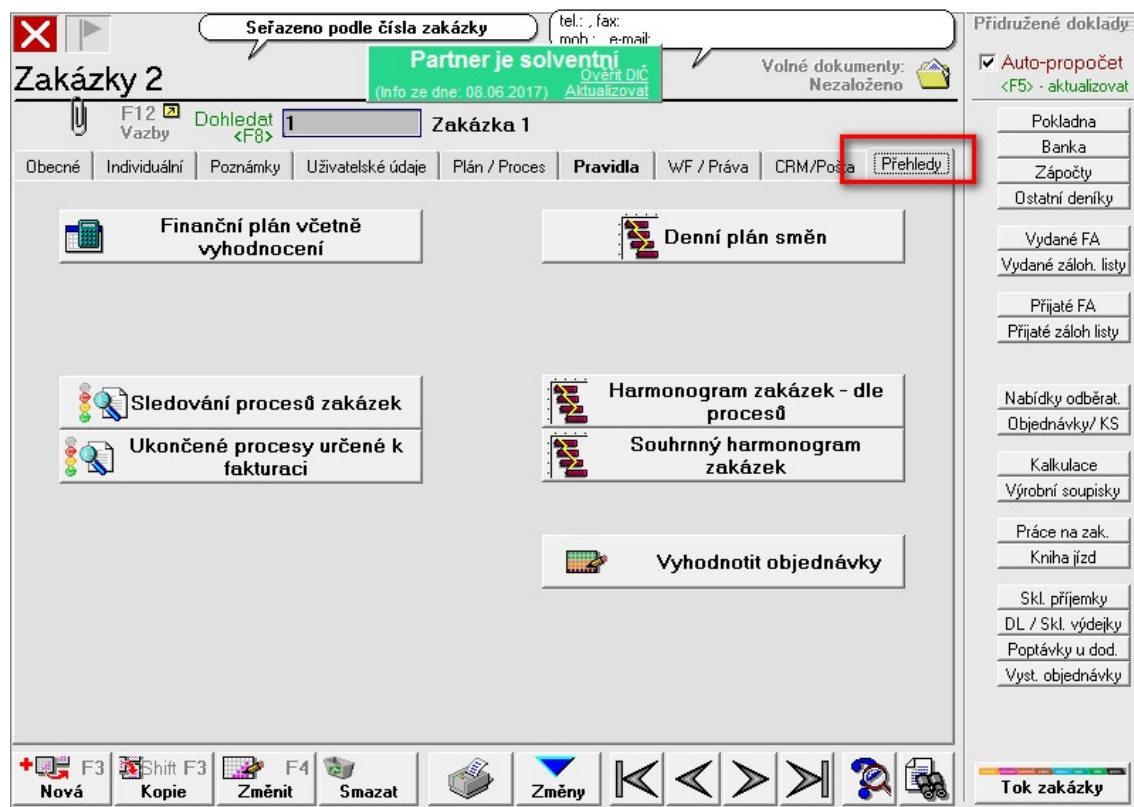 Seřazeno podle čísla zakázky
tel.: , fax:
mob.: e-mail:
Přidružené doklady
Zakázky 2
Partner je solventní
Ověřit DIČ
(Info ze dne: 08.06.2017) Aktualizovat
Volné dokumenty:
Nezaloženo
Auto-propočet
<F5> - aktualizovat
F12
Vazby
Dohledat
<F8>
1
Zakázka 1
Obecné
Individuální
Poznámky
Uživatelské údaje
Plán / Proces
Pravidla
WF / Práva
CRM/Pošta
Přehledy
Finanční plán včetně
vyhodnocení
Denní plán směn
Sledování procesů zakázek
Harmonogram zakázek - dle
procesů
Ukončené procesy určené k
fakturaci
Souhrnný harmonogram
zakázek
Vyhodnotit objednávky
Pokladna
Banka
Zápočty
Ostatní deníky
Vydané FA
Vydané záloh. listy
Přijaté FA
Přijaté záloh listy
Nabídky odběrat.
Objednávky/ KS
Kalkulace
Výrobní soupisky
Práce na zak.
Kniha jízd
Skl. příjemky
DL / Skl. výdejky
Poptávky u dod.
Vyst. objednávky
F3
Nová
Shift F3
Kopie
F4
Změnit
Smazat
Změny
Tok zakázky